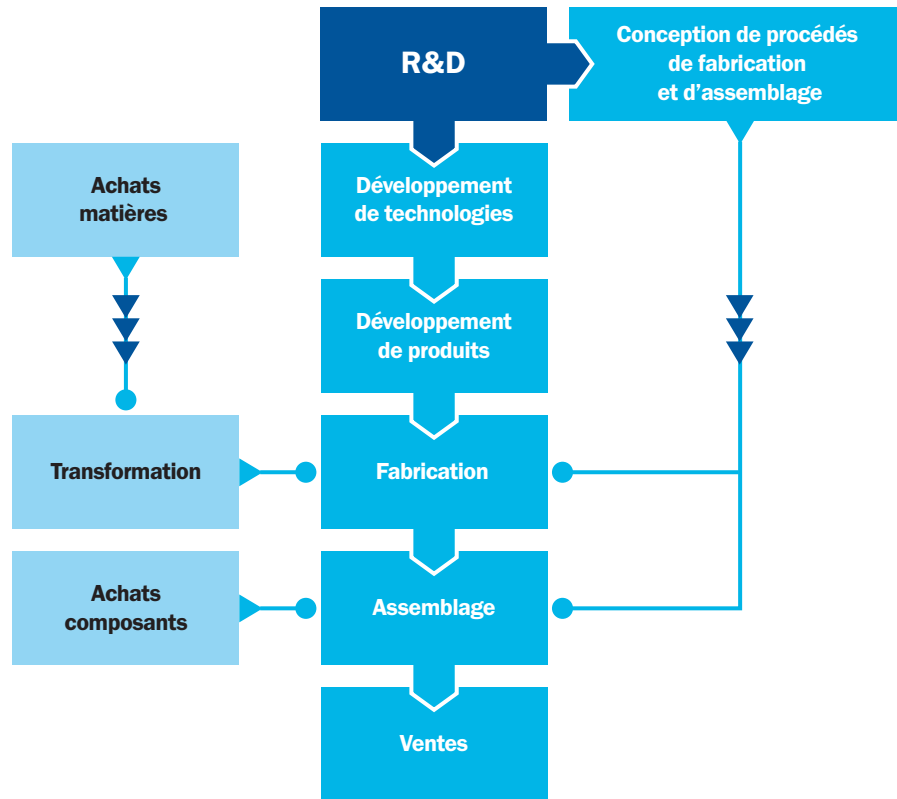 R&D
Conception de procédés
de fabrication
et d'assemblage
Achats
matières
Développement
de technologies
Développement
de produits
Transformation
Fabrication
Achats
composants
Assemblage
Ventes